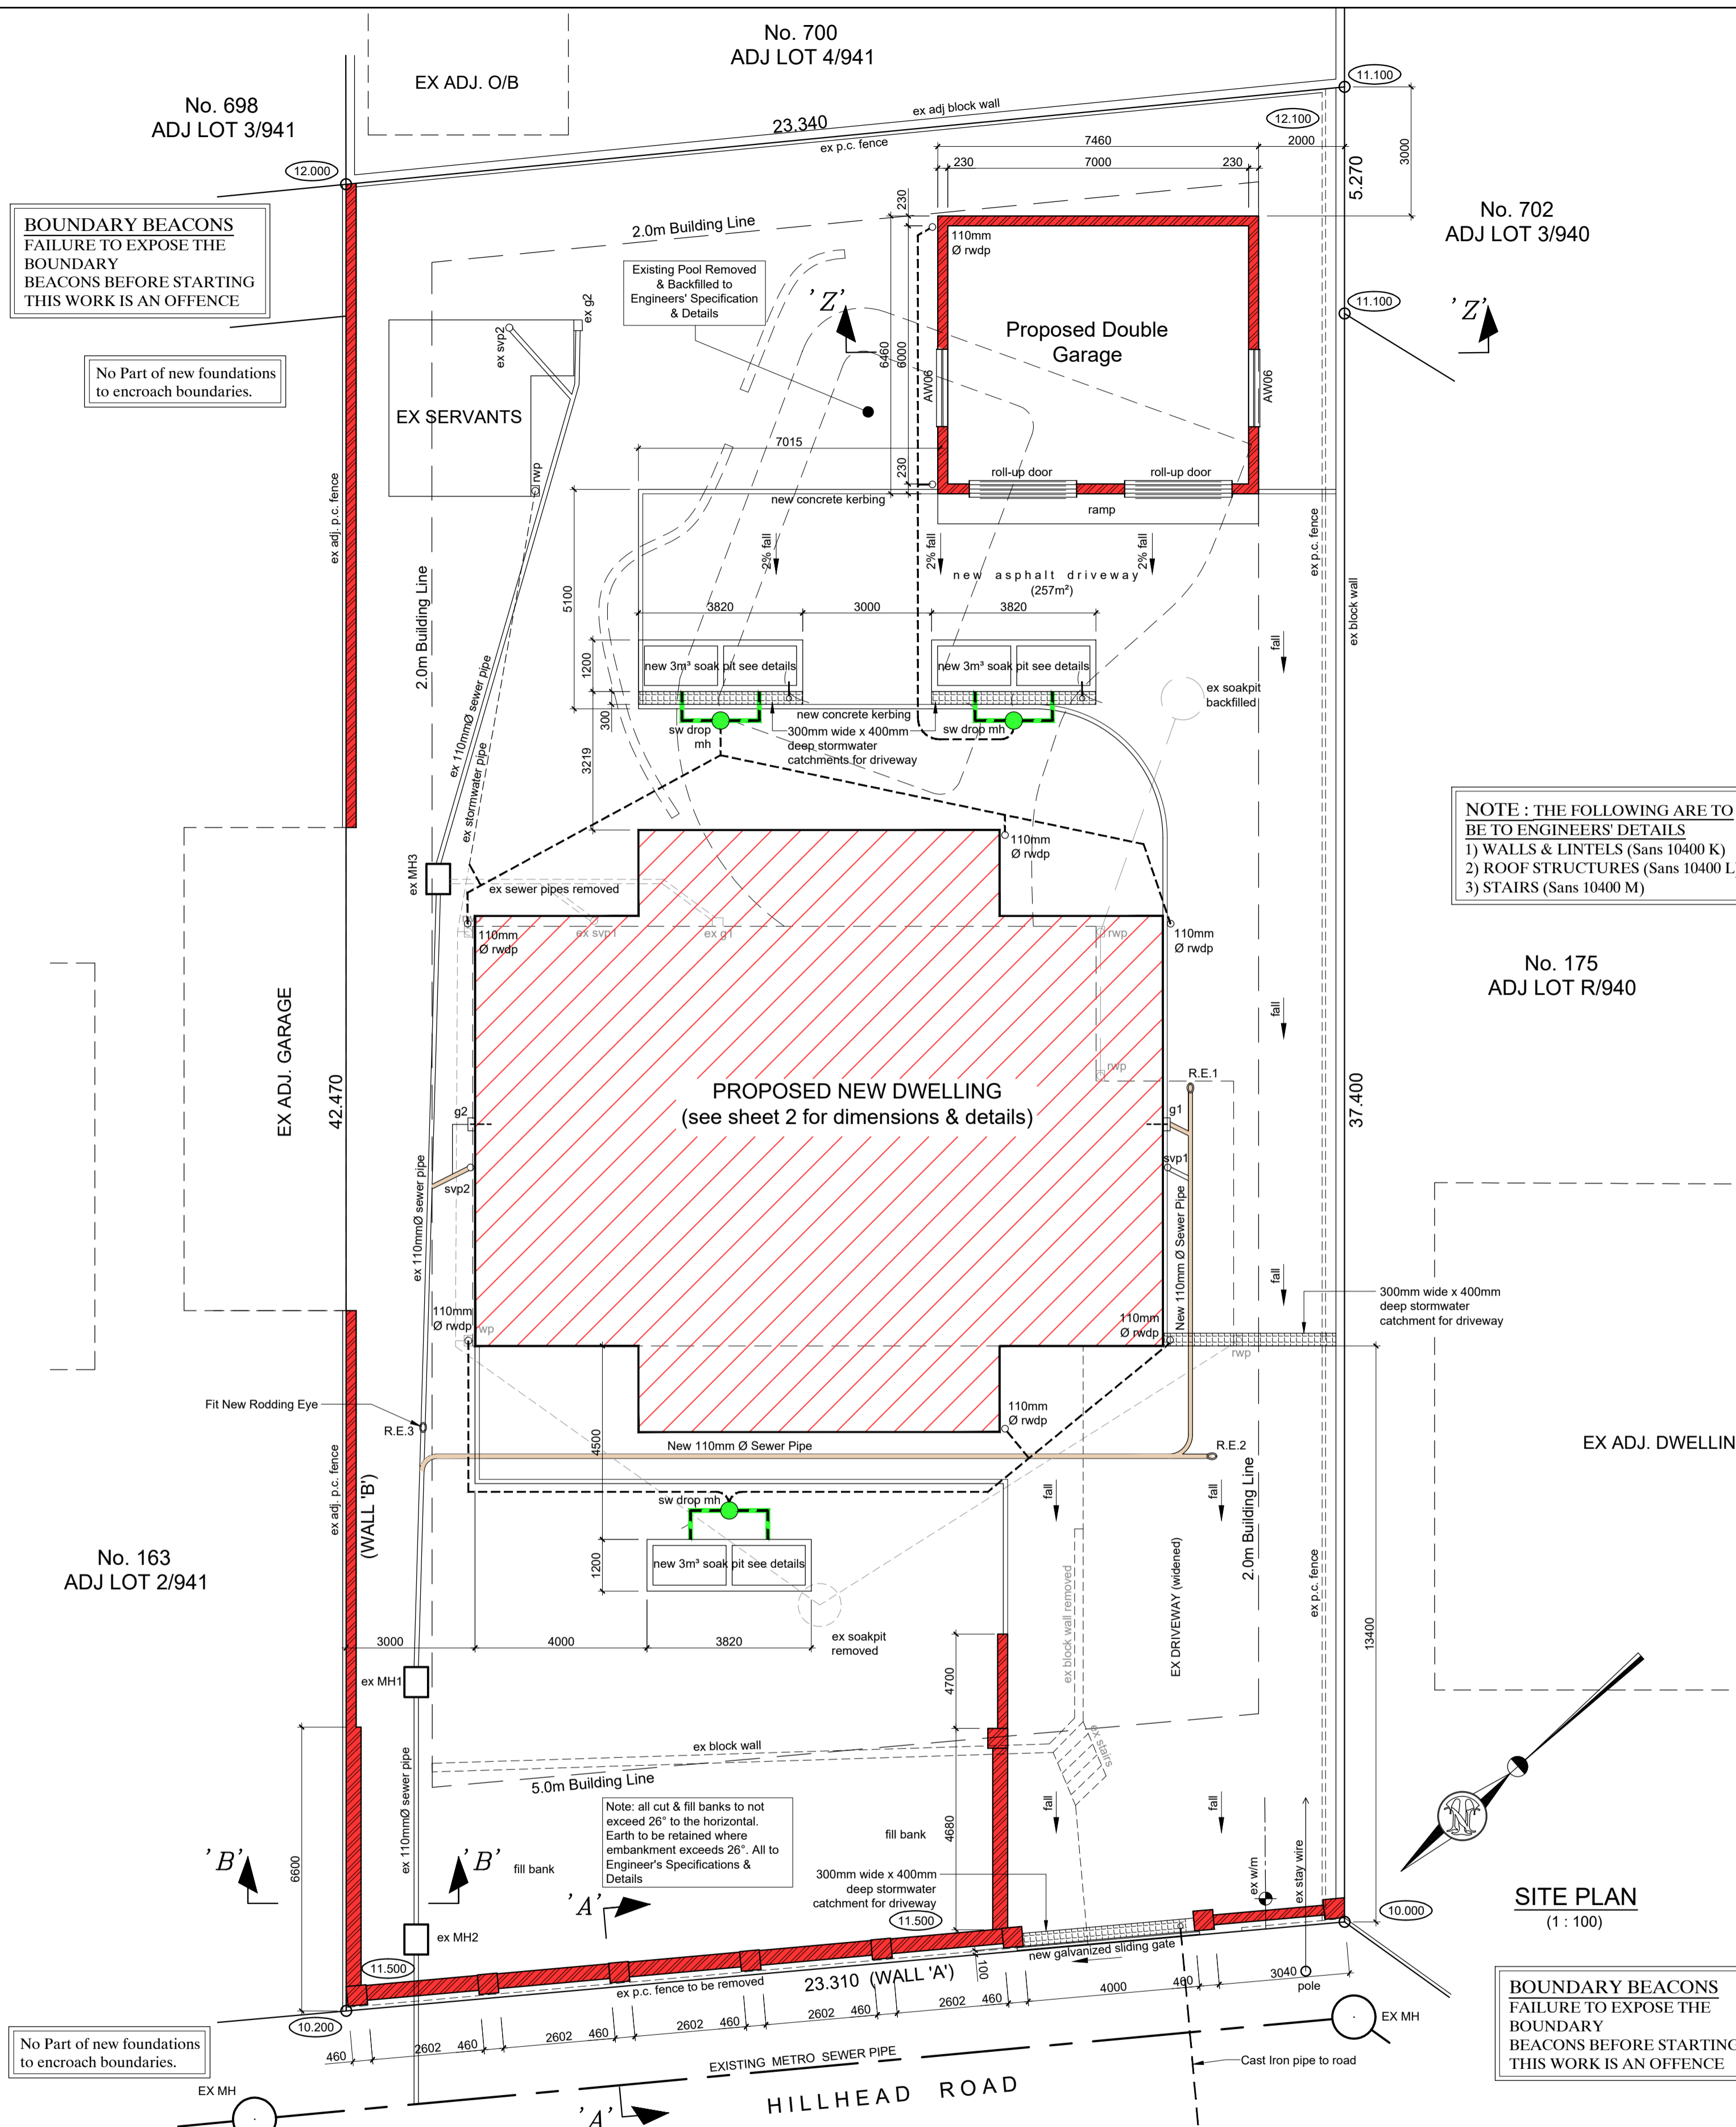 No. 700
ADJ LOT 4/941
EX ADJ. O/B
No. 698
ADJ LOT 3/941
11.100
ex adj block wall
23.340
ex p.c. fence
12.100
7460
2000
3000
230
7000
230
5.270
12.000
BOUNDARY BEACONS
FAILURE TO EXPOSE THE
BOUNDARY
BEACONS BEFORE STARTING
THIS WORK IS AN OFFENCE
No. 702
ADJ LOT 3/940
230
2.0m Building Line
110mm
Ø rwdp
Existing Pool Removed
& Backfilled to
Engineers' Specification
& Details
'Z'
11.100
'Z'
ex g2
ex svp2
Proposed Double
Garage
6460
6000
No Part of new foundations
to encroach boundaries.
AW06
AW06
EX SERVANTS
7015
rwp
230
roll-up door
roll-up door
new concrete kerbing
ramp
ex adj. p.c. fence
ex p.c. fence
2% fall
2% fall
2% fall
new asphalt driveway
(257m²)
ex block wall
5100
3820
3000
3820
2.0m Building Line
fall
1200
new 3m³ soak pit see details
new 3m³ soak pit see details
ex 110mmØ sewer pipe
ex soakpit
backfilled
300
new concrete kerbing
sw drop
mh
300mm wide x 400mm
deep stormwater
catchments for driveway
sw drop mh
3219
ex stormwater pipe
NOTE : THE FOLLOWING ARE TO
BE TO ENGINEERS' DETAILS
1) WALLS & LINTELS (Sans 10400 K)
2) ROOF STRUCTURES (Sans 10400 L
3) STAIRS (Sans 10400 M)
110mm
Ø rwdp
ex MH3
ex sewer pipes removed
110mm
Ø rwdp
ex svp1
ex g1
rwp
110mm
Ø rwdp
No. 175
ADJ LOT R/940
fall
EX ADJ. GARAGE
42.470
rwp
R.E.1
PROPOSED NEW DWELLING
(see sheet 2 for dimensions & details)
37.400
g2
g1
svp1
svp2
ex 110mmØ sewer pipe
New 110mm Ø Sewer Pipe
fall
300mm wide x 400mm
deep stormwater
catchment for driveway
110mm
Ø rwdp
rwp
110mm
Ø rwdp
rwp
Fit New Rodding Eye
R.E.3
110mm
Ø rwdp
4500
New 110mm Ø Sewer Pipe
R.E.2
EX ADJ. DWELLIN
ex adj. p.c. fence
(WALL 'B')
fall
fall
2.0m Building Line
sw drop mh
No. 163
ADJ LOT 2/941
new 3m³ soak pit see details
1200
ex block wall removed
EX DRIVEWAY (widened)
ex p.c. fence
13400
3000
4000
3820
ex soakpit
removed
ex MH1
4700
ex block wall
ex stairs
5.0m Building Line
ex 110mmØ sewer pipe
Note: all cut & fill banks to not
exceed 26° to the horizontal.
Earth to be retained where
embankment exceeds 26°. All to
Engineer's Specifications &
Details
fall
fall
4680
fill bank
6600
'B'
'B'
fill bank
300mm wide x 400mm
deep stormwater
catchment for driveway
ex w/m
ex stay wire
N
SITE PLAN
(1 : 100)
'A'
11.500
10.000
ex MH2
new galvanized sliding gate
11.500
100
ex p.c. fence to be removed
23.310 (WALL 'A')
4000
460
3040
pole
10.200
460
2602
460
2602
460
2602
460
2602
460
2602
460
BOUNDARY BEACONS
FAILURE TO EXPOSE THE
BOUNDARY
BEACONS BEFORE STARTING
THIS WORK IS AN OFFENCE
No Part of new foundations
to encroach boundaries.
EX MH
EXISTING METRO SEWER PIPE
Cast Iron pipe to road
EX MH
HILLHEAD ROAD
'A'